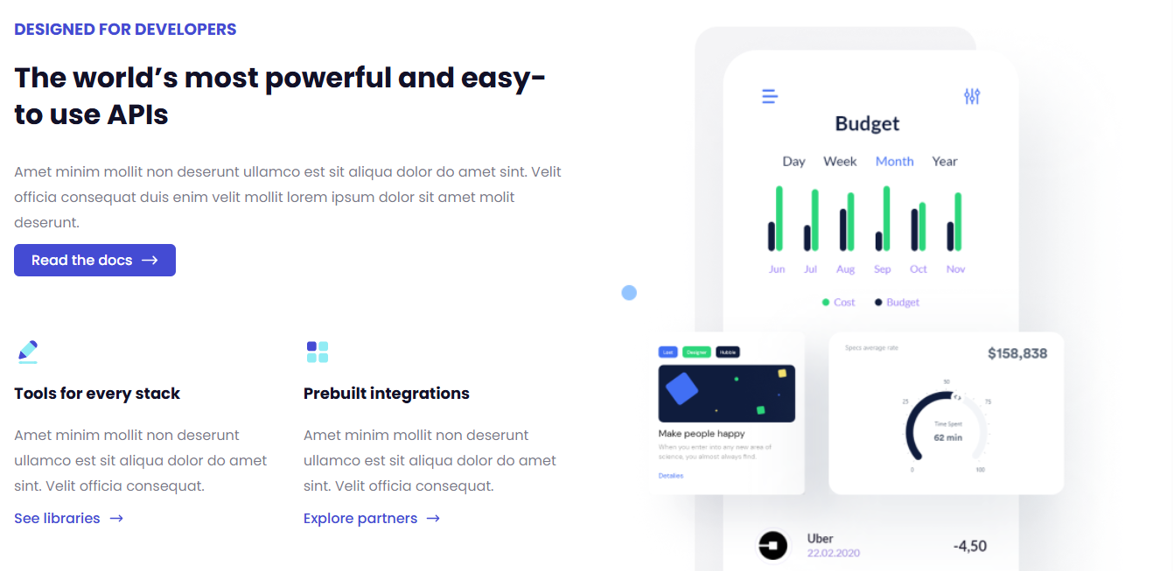 DESIGNED FOR DEVELOPERS
The world's most powerful and easy-
to use APIs
Amet minim mollit non deserunt ullamco est sit aliqua dolor do amet sint. Velit
officia consequat duis enim velit mollit lorem ipsum dolor sit amet molit
deserunt.
Read the docs →
Tools for every stack
Amet minim mollit non deserunt
ullamco est sit aliqua dolor do amet
sint. Velit officia consequat.
See libraries →
Prebuilt integrations
Amet minim mollit non deserunt
ullamco est sit aliqua dolor do amet
sint. Velit officia consequat.
Explore partners →
Budget
Day Week Month Year
Jun Jul Aug Sep Oct Nov
Cost Budget
Designer
Make people happy
When you enter into any new area of
science, you almost always find
Detalies
Specs average rate
$158,838
50
25 75
Time Spent
62 min
0 100
Uber
22.02.2020
-4,50